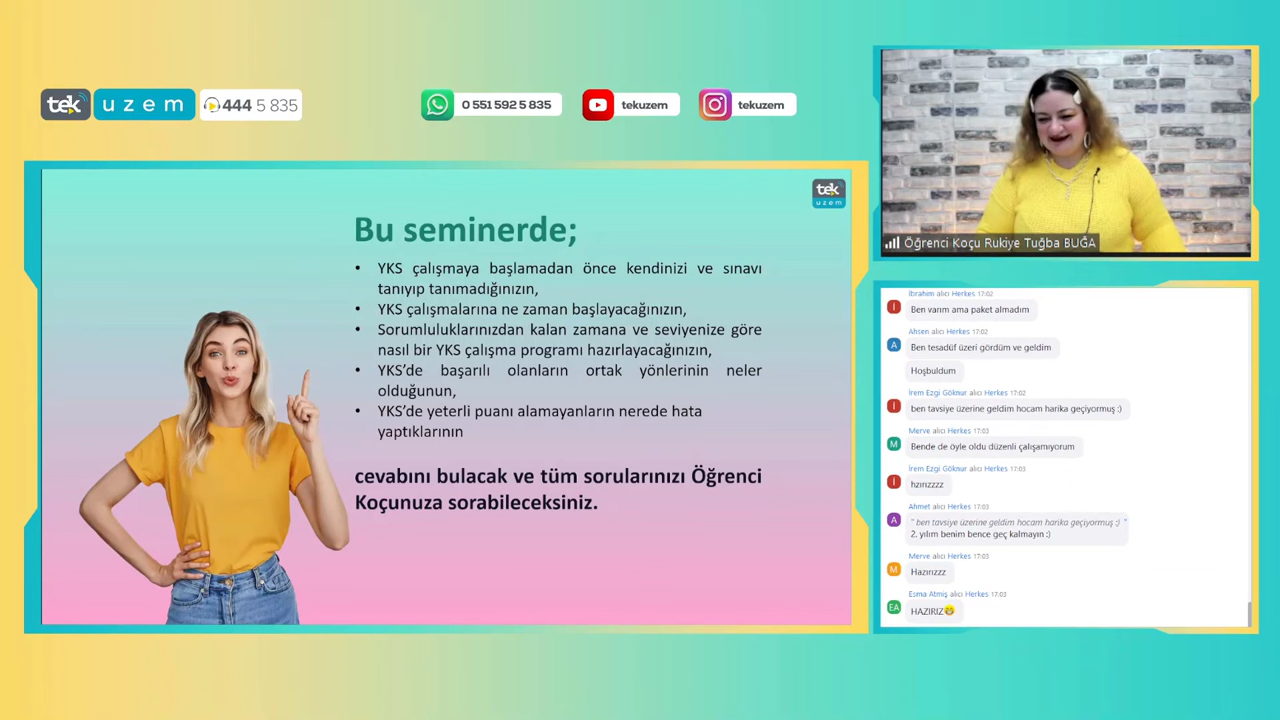 tek uzem 444 5 835
0 551 592 5 835
tekuzem
tekuzem
tek
uzem
Bu seminerde;
• YKS çalışmaya başlamadan önce kendinizi ve sınavı
tanıyıp tanımadığınızın,
• YKS çalışmalarına ne zaman başlayacağınızın,
• Sorumluluklarınızdan kalan zamana ve seviyenize göre
nasıl bir YKS çalışma programı hazırlayacağınızın,
• YKS'de başarılı olanların ortak yönlerinin neler
olduğunun,
• YKS'de yeterli puanı alamayanların nerede hata
yaptıklarının
cevabını bulacak ve tüm sorularınızı Öğrenci
Koçunuza sorabileceksiniz.
Öğrenci Koçu Rukiye Tuğba BUĞA
İbrahim alıcı Herkes 17:02
I
Ben varım ama paket almadım
Ahsen alıcı Herkes 17:02
A
Ben tesadüf üzeri gördüm ve geldim
Hoşbuldum
İrem Ezgi Göknur alıcı Herkes 17:03
I
ben tavsiye üzerine geldim hocam harika geçiyormuş :)
Merve alıcı Herkes 17:03
M
Bende de öyle oldu düzenli çalışamıyorum
İrem Ezgi Göknur alıcı Herkes 17:03
I
hzırızzzz
Ahmet alıcı Herkes 17:03
A
" ben tavsiye üzerine geldim hocam harika geçiyormuş :) "
2. yılım benim bence geç kalmayın :)
Merve alıcı Herkes 17:03
M
Hazırızzz
Esma Atmiş alıcı Herkes 17:03
EA
HAZIRIZ😁